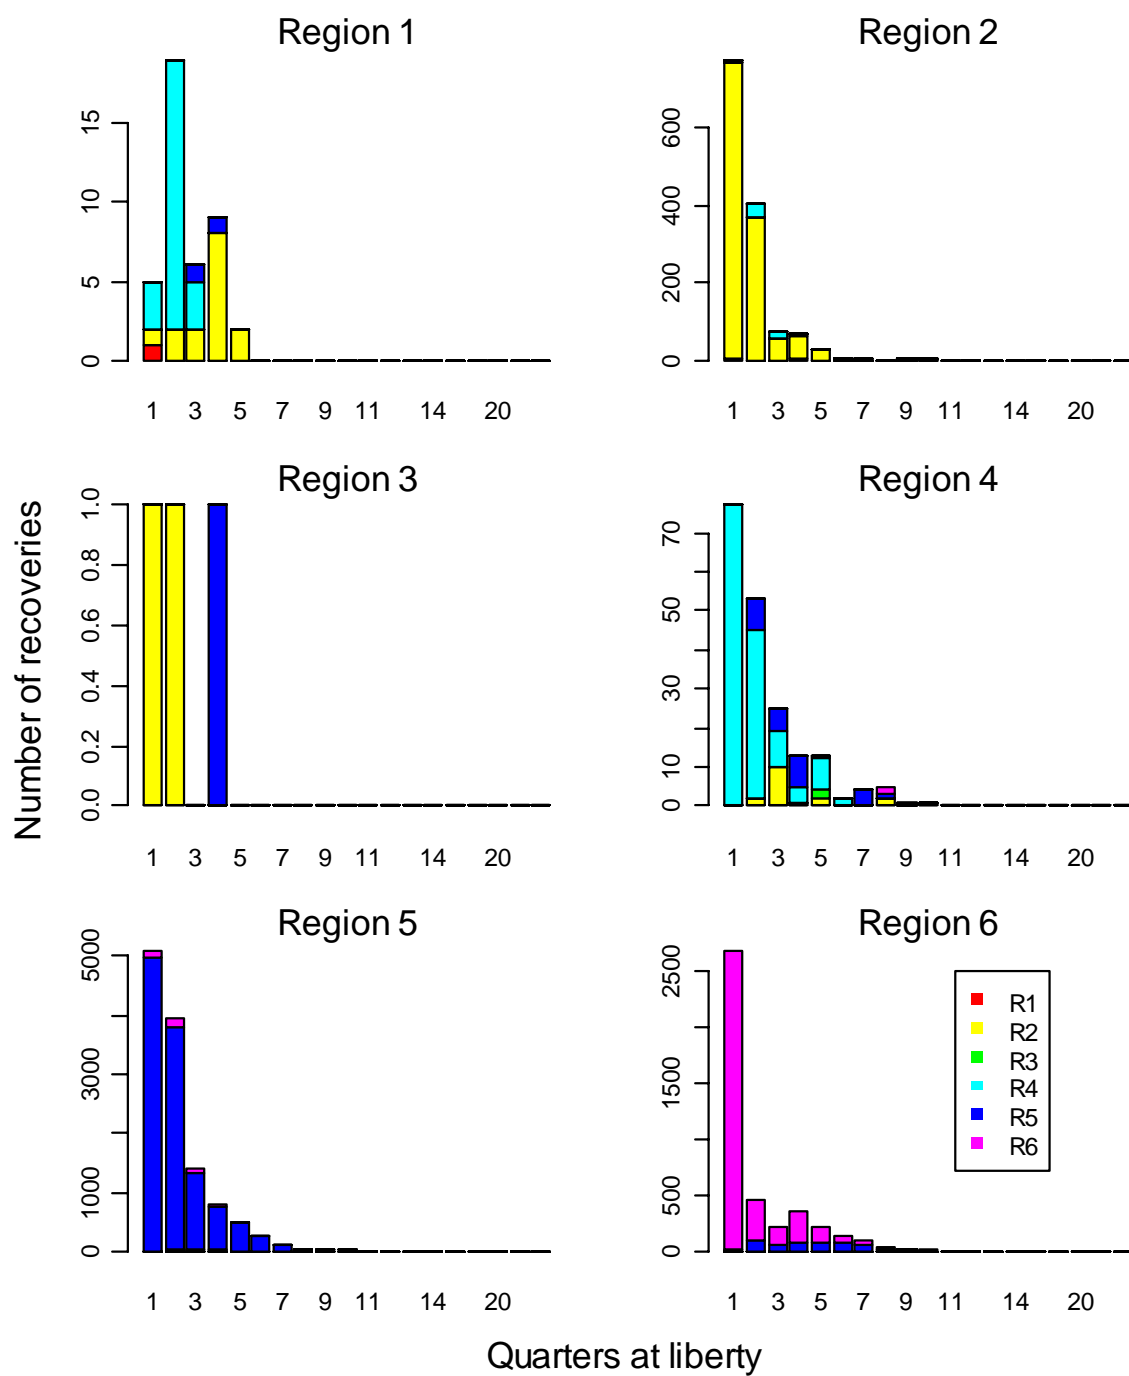 Region 1
Region 2
0 5 10 15
0 200 400 600
1 3 5 7 9 11 14 20
1 3 5 7 9 11 14 20
Region 3
Region 4
0.0 0.2 0.4 0.6 0.8 1.0
0 10 30 50 70
1 3 5 7 9 11 14 20
1 3 5 7 9 11 14 20
Number of recoveries
Region 5
Region 6
0 1000 3000 5000
0 500 1500 2500
R1
R2
R3
R4
R5
R6
1 3 5 7 9 11 14 20
1 3 5 7 9 11 14 20
Quarters at liberty